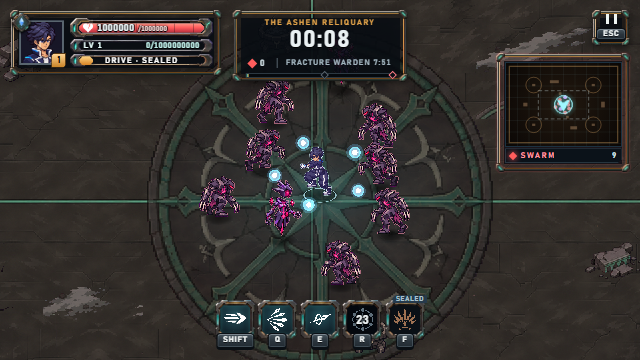 1000000 /1000000
LV 1 0/1000000000
1 DRIVE - SEALED
THE ASHEN RELIQUARY
00:08
0 FRACTURE WARDEN 7:51
ESC
SWARM 9
SEALED
23
SHIFT Q E R F